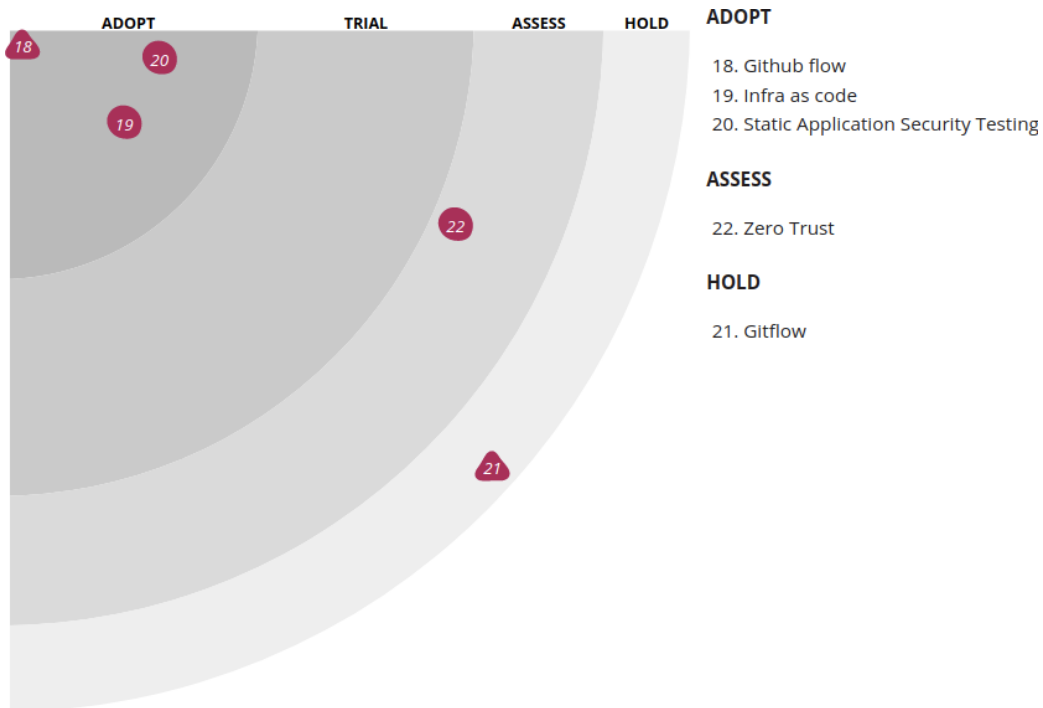 ADOPT TRIAL ASSESS HOLD
18
20
19
22
21
ADOPT
18. Github flow
19. Infra as code
20. Static Application Security Testing
ASSESS
22. Zero Trust
HOLD
21. Gitflow